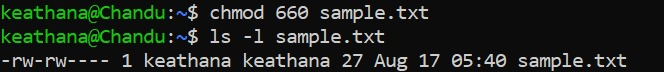 keathana@Chandu:~$ chmod 660 sample.txt
keathana@Chandu:~$ ls -l sample.txt
-rw-rw---- 1 keathana keathana 27 Aug 17 05:40 sample.txt